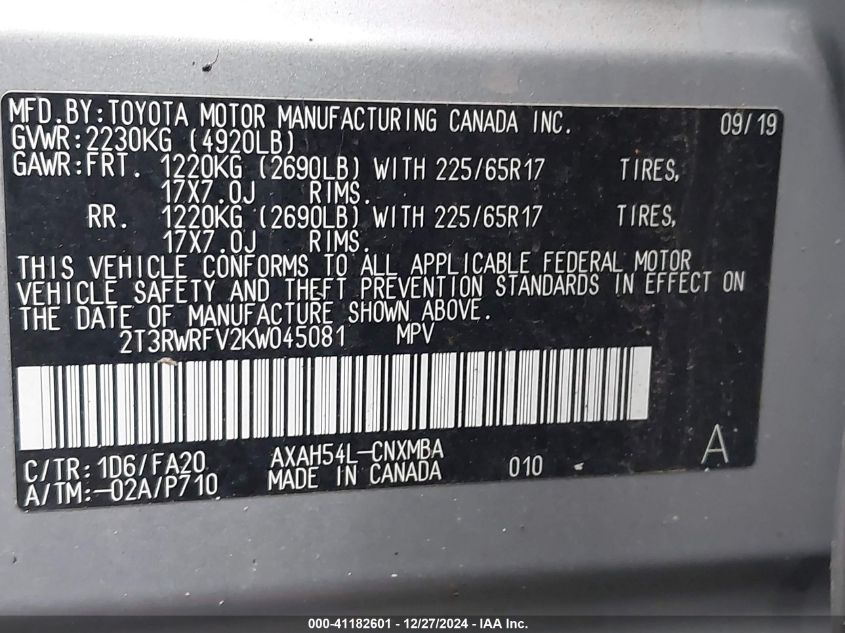 MFD.BY:TOYOTA MOTOR MANUFACTURING CANADA INC. 09/19
GVWR:2230KG (4920LB)
GAWR:FRT. 1220KG (2690LB) WITH 225/65R17 TIRES,
17X7.0J RIMS.
RR. 1220KG (2690LB) WITH 225/65R17 TIRES,
17X7.0J RIMS.
THIS VEHICLE CONFORMS TO ALL APPLICABLE FEDERAL MOTOR
VEHICLE SAFETY AND THEFT PREVENTION STANDARDS IN EFFECT ON
THE DATE OF MANUFACTURE SHOWN ABOVE.
2T3RWRFV2KW045081 MPV
C/TR:1D6/FA20 AXAH54L-CNXMBA A
A/TM:-02A/P710 MADE IN CANADA 010
000-41182601 - 12/27/2024 - IAA Inc.